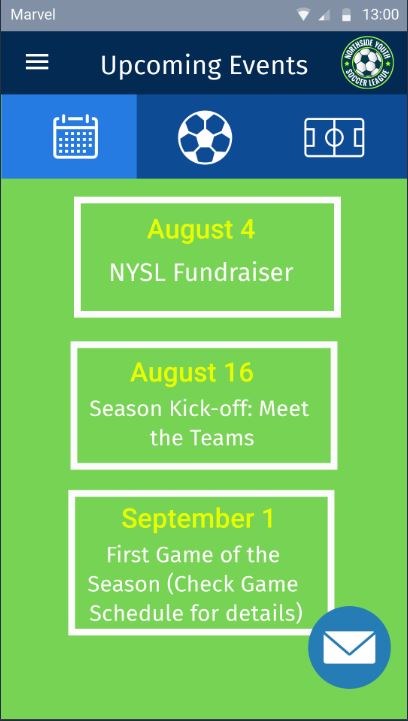 Marvel
13:00
Upcoming Events
NORTHSIDE YOUTH
SOCCER LEAGUE
August 4
NYSL Fundraiser
August 16
Season Kick-off: Meet
the Teams
September 1
First Game of the
Season (Check Game
Schedule for details)